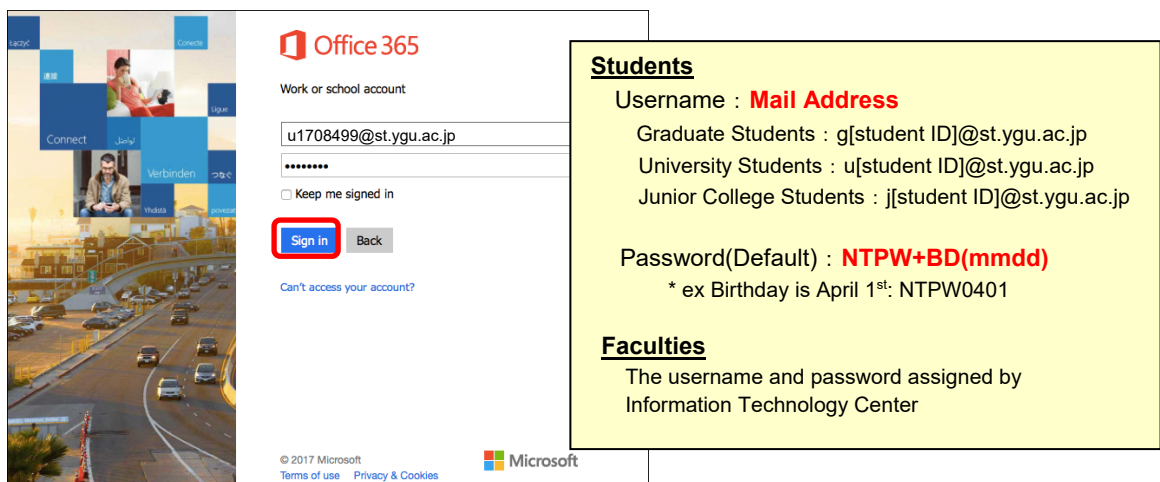 Łączyć
Conecte
連線
Ligue
Connect
تواصل
Verbinden
つなぐ
Yhdistä
povezat
Office 365
Work or school account
u1708499@st.ygu.ac.jp
••••••••
Keep me signed in
Sign in
Back
Can't access your account?
© 2017 Microsoft
Terms of use Privacy & Cookies
Microsoft
Students
Username：Mail Address
Graduate Students：g[student ID]@st.ygu.ac.jp
University Students：u[student ID]@st.ygu.ac.jp
Junior College Students：j[student ID]@st.ygu.ac.jp
Password(Default)：NTPW+BD(mmdd)
* ex Birthday is April 1st: NTPW0401
Faculties
The username and password assigned by
Information Technology Center